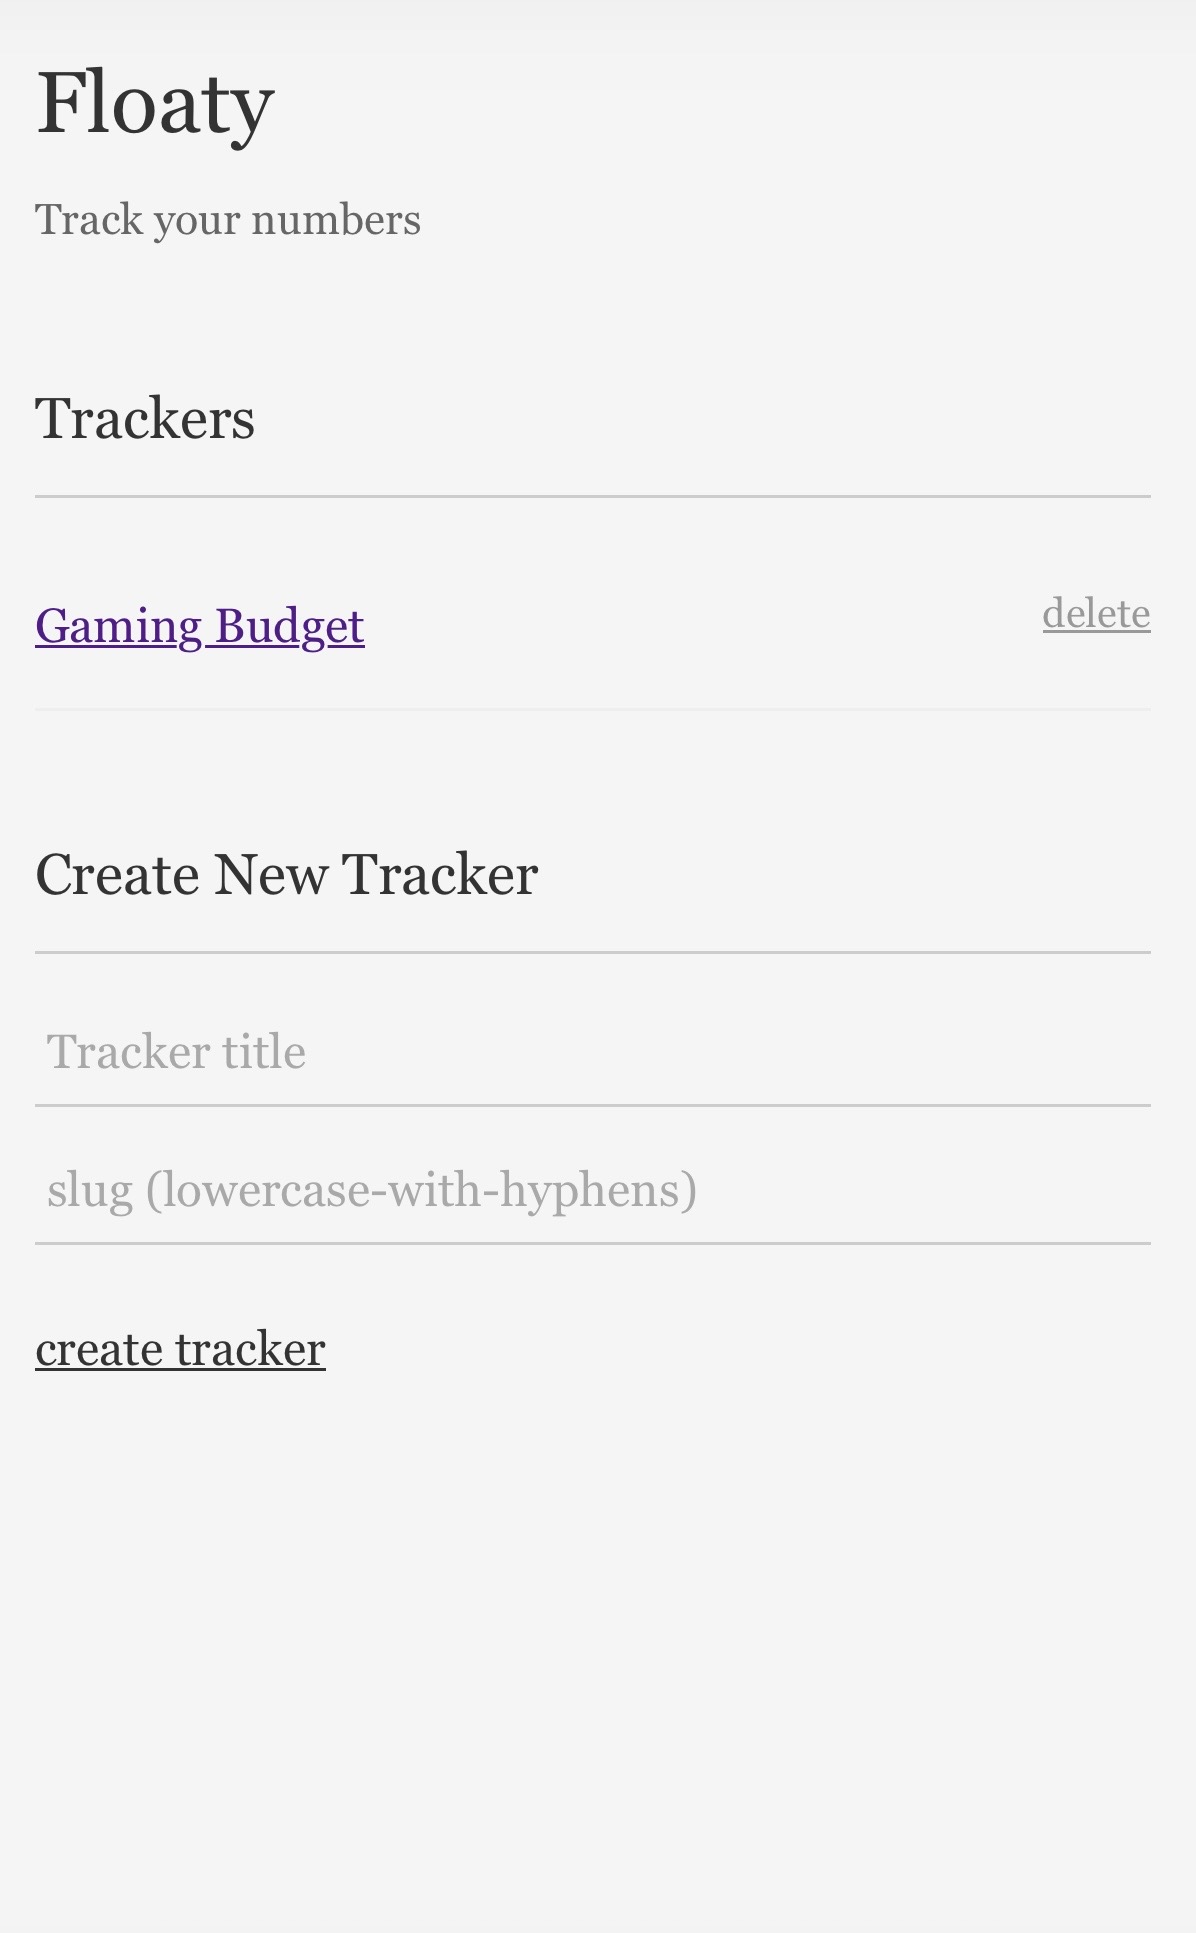 Floaty
Track your numbers
Trackers
Gaming Budget
delete
Create New Tracker
Tracker title
slug (lowercase-with-hyphens)
create tracker